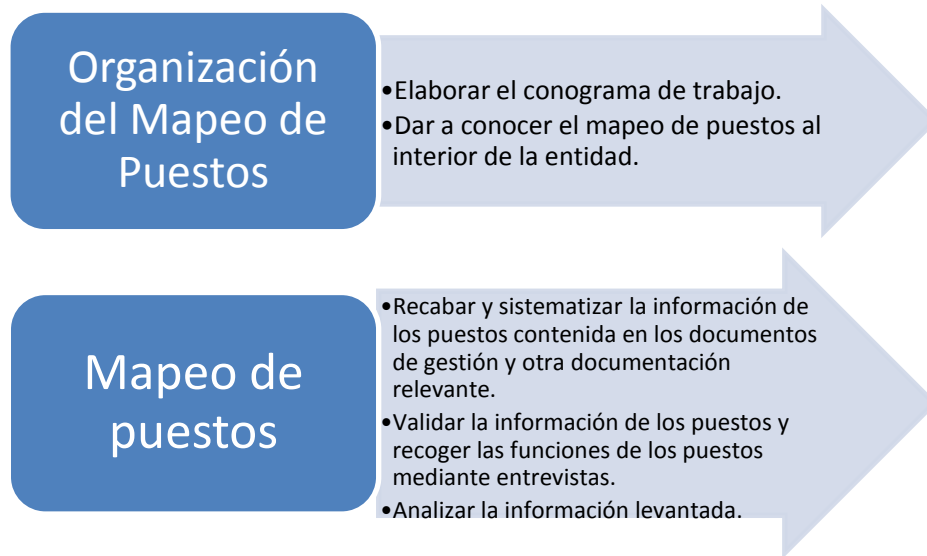 Organización
del Mapeo de
Puestos
•Elaborar el conograma de trabajo.
•Dar a conocer el mapeo de puestos al
interior de la entidad.
Mapeo de
puestos
•Recabar y sistematizar la información de
los puestos contenida en los documentos
de gestión y otra documentación
relevante.
•Validar la información de los puestos y
recoger las funciones de los puestos
mediante entrevistas.
•Analizar la información levantada.